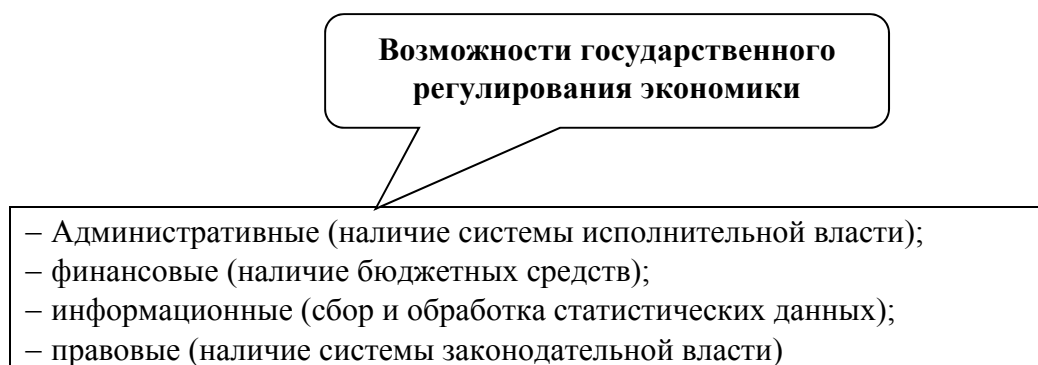 Возможности государственного
регулирования экономики
– Административные (наличие системы исполнительной власти);
– финансовые (наличие бюджетных средств);
– информационные (сбор и обработка статистических данных);
– правовые (наличие системы законодательной власти)